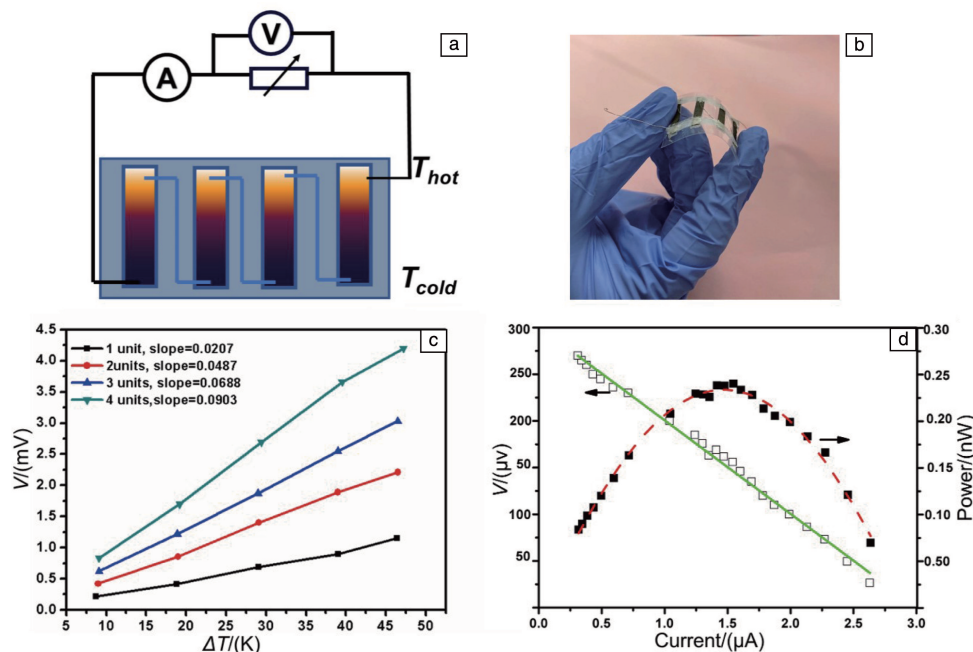 a
b
V
A
T_hot
T_cold
c
4.5
4.0
3.5
3.0
2.5
2.0
1.5
1.0
0.5
0.0
V/(mV)
1 unit, slope=0.0207
2units, slope=0.0487
3 units, slope=0.0688
4 units,slope=0.0903
5 10 15 20 25 30 35 40 45 50
ΔT/(K)
d
300
250
225
200
150
100
50
V/(μv)
0.30
0.25
0.20
0.15
0.10
0.50
0.00
Power/(nW)
0.0 0.5 1.0 1.5 2.0 2.5 3.0
Current/(μA)